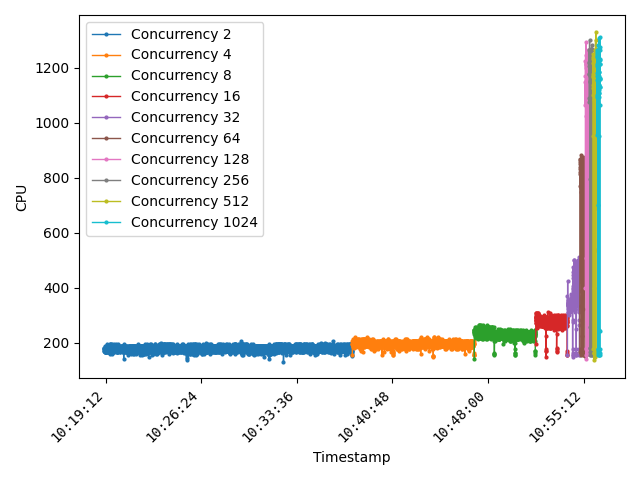 Concurrency 2
Concurrency 4
Concurrency 8
Concurrency 16
Concurrency 32
Concurrency 64
Concurrency 128
Concurrency 256
Concurrency 512
Concurrency 1024
CPU
1200
1000
800
600
400
200
10:19:12
10:26:24
10:33:36
10:40:48
10:48:00
10:55:12
Timestamp